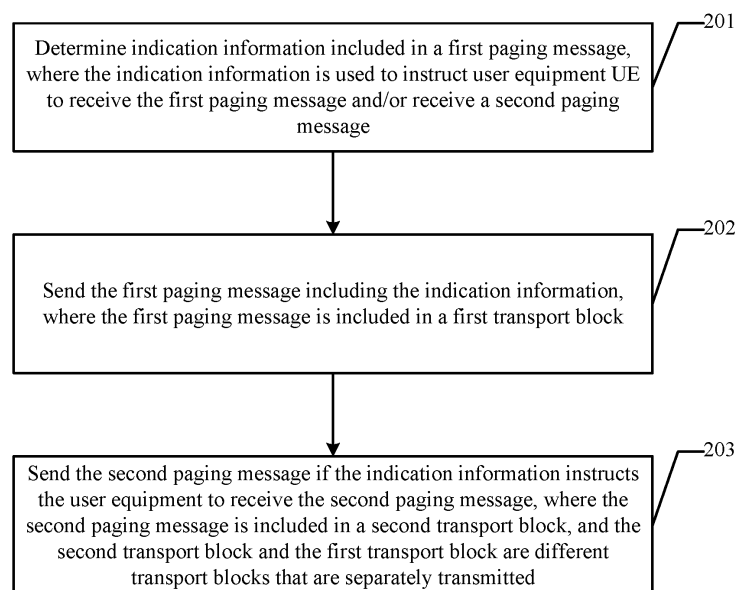 201
Determine indication information included in a first paging message,
where the indication information is used to instruct user equipment UE
to receive the first paging message and/or receive a second paging
message
202
Send the first paging message including the indication information,
where the first paging message is included in a first transport block
203
Send the second paging message if the indication information instructs
the user equipment to receive the second paging message, where the
second paging message is included in a second transport block, and the
second transport block and the first transport block are different
transport blocks that are separately transmitted